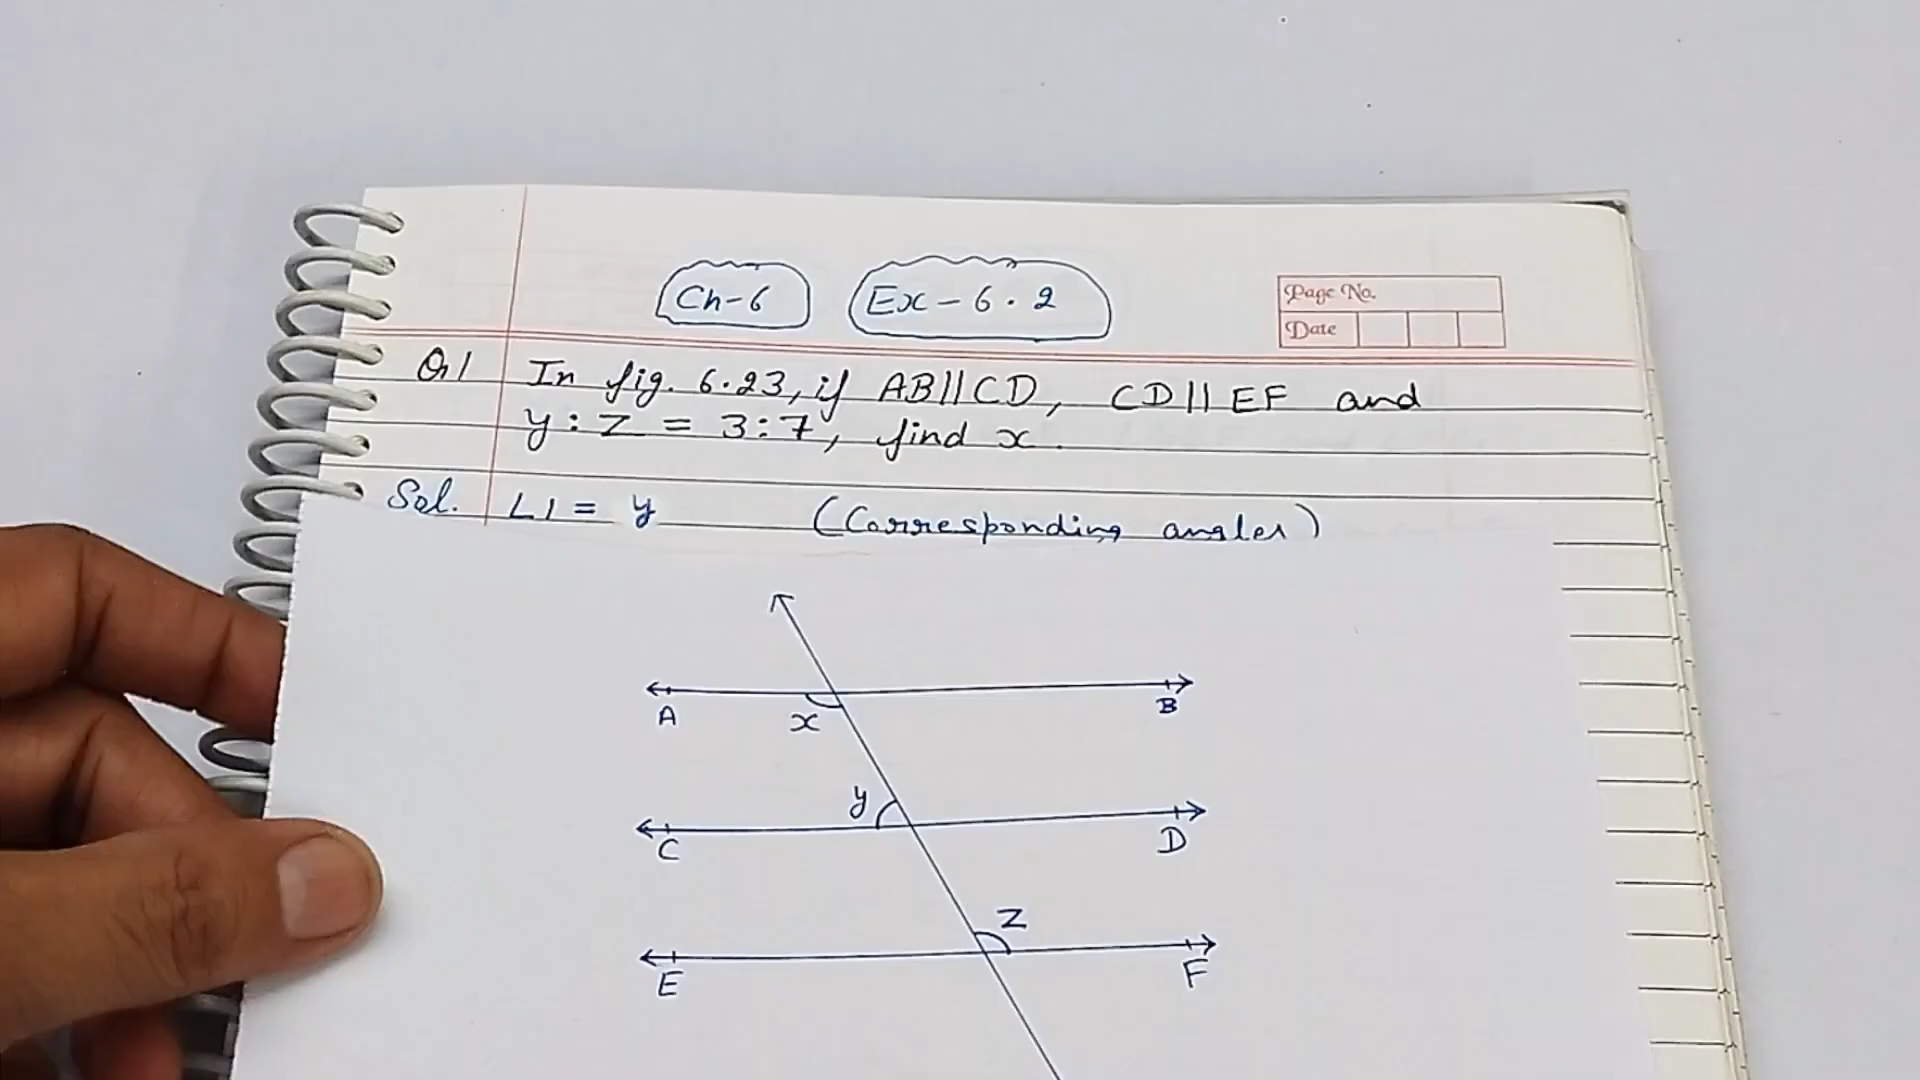 Ch-6 Ex-6.2
Page No.
Date
Q1 In fig. 6.23, if AB||CD, CD||EF and
y : z = 3:7, find x.
Sol. ∠1 = y (Corresponding angles)
A x B
y
C D
z
E F